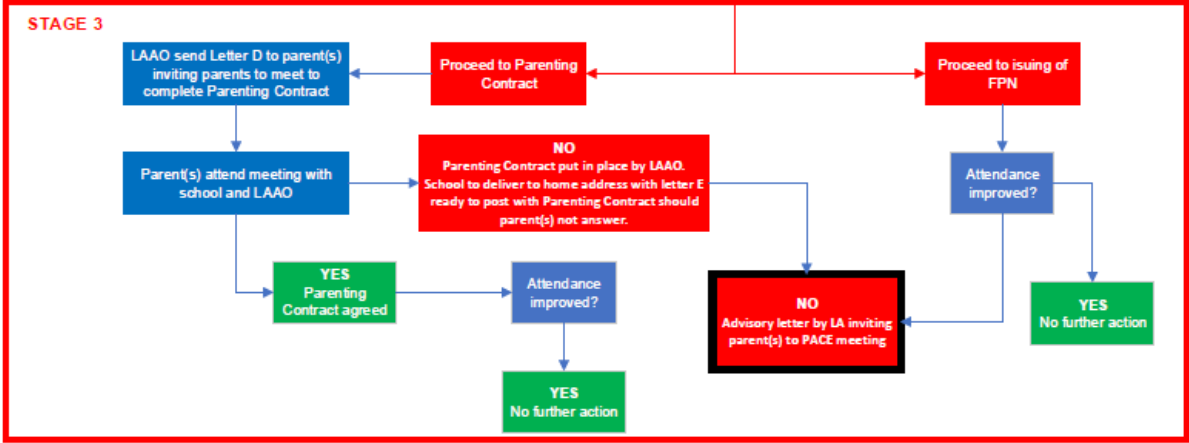 STAGE 3
LAAO send Letter D to parent(s)
inviting parents to meet to
complete Parenting Contract
Proceed to Parenting
Contract
Proceed to isuing of
FPN
Parent(s) attend meeting with
school and LAAO
NO
Parenting Contract put in place by LAAO.
School to deliver to home address with letter E
ready to post with Parenting Contract should
parent(s) not answer.
Attendance
improved?
YES
Parenting
Contract agreed
Attendance
improved?
NO
Advisory letter by LA inviting
parent(s) to PACE meeting
YES
No further action
YES
No further action